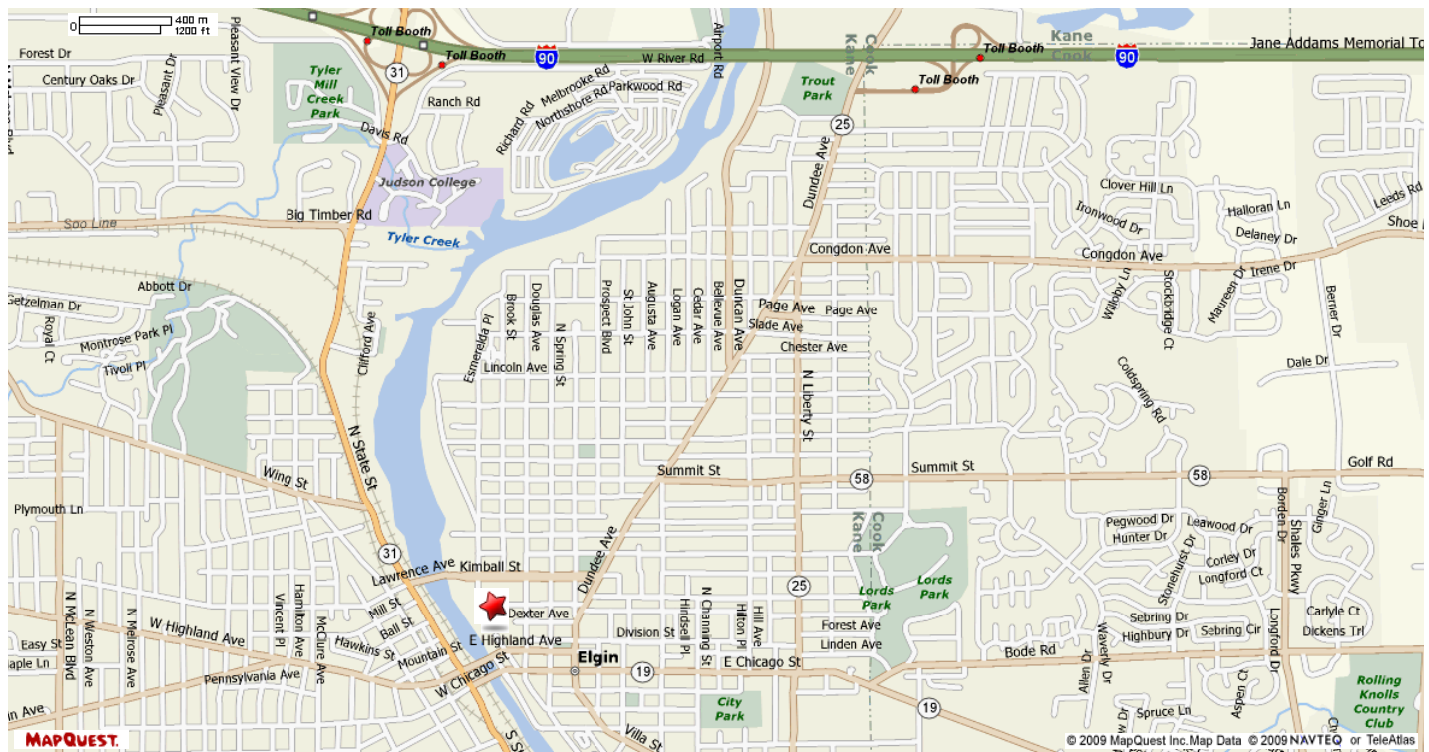 0
400 m
1200 ft
Forest Dr
Century Oaks Dr
Pleasant Dr
Pleasant View Dr
Toll Booth
Toll Booth
31
90
W River Rd
Airport Rd
Tyler
Mill
Creek
Park
Ranch Rd
Davis Rd
Richard Rd
Melbrooke Rd
Northshore Rd
Parkwood Rd
Trout
Park
25
Dundee Ave
Cook
Kane
Kane
Cook
Toll Booth
Toll Booth
90
Jane Addams Memorial To
Judson College
Big Timber Rd
Soo Line
Tyler Creek
Clover Hill Ln
Ironwood Dr
Halloran Ln
Delaney Dr
Leeds Rd
Shoe
Congdon Ave
Congdon Ave
Irene Dr
Willoby Ln
Stockbridge Ct
Maureen Dr
Berner Dr
Abbott Dr
Getzelman Dr
Royal Ct
Montrose Park Pl
Tivoli Pl
Clifford Ave
Esmerelda Pl
Brook St
Douglas Ave
N Spring St
Prospect Blvd
St John St
Augusta Ave
Logan Ave
Cedar Ave
Bellevue Ave
Duncan Ave
Page Ave
Page Ave
Slade Ave
Chester Ave
Lincoln Ave
N Liberty St
Coldspring Rd
Dale Dr
N State St
Wing St
Plymouth Ln
Summit St
58
Summit St
58
Golf Rd
Cook
Kane
Dundee Ave
Borden Dr
Shales Pkwy
Ginger Ln
Pegwood Dr
Hunter Dr
Leawood Dr
Corley Dr
Longford Ct
Stonehurst Dr
31
Lawrence Ave
Kimball St
25
Lords
Park
Lords
Park
Dexter Ave
E Highland Ave
Division St
Hindsell Pl
N Channing St
Hilton Pl
Hill Ave
Forest Ave
Linden Ave
Sebring Dr
Highbury Dr
Sebring Cir
Longford Dr
Carlyle Ct
Dickens Trl
Waverly Dr
Allen Dr
Bode Rd
N McLean Blvd
N Weston Ave
N Melrose Ave
W Highland Ave
Vincent Pl
Hamilton Ave
McClure Ave
Mill St
Ball St
Hawkins St
Mountain St
Easy St
aple Ln
Pennsylvania Ave
W Chicago St
Elgin
19
E Chicago St
City
Park
Villa St
19
Aspen Ct
Spruce Ln
Rolling
Knolls
Country
Club
n Ave
S St
MAPQUEST.
© 2009 MapQuest Inc.Map Data © 2009 NAVTEQ or TeleAtlas